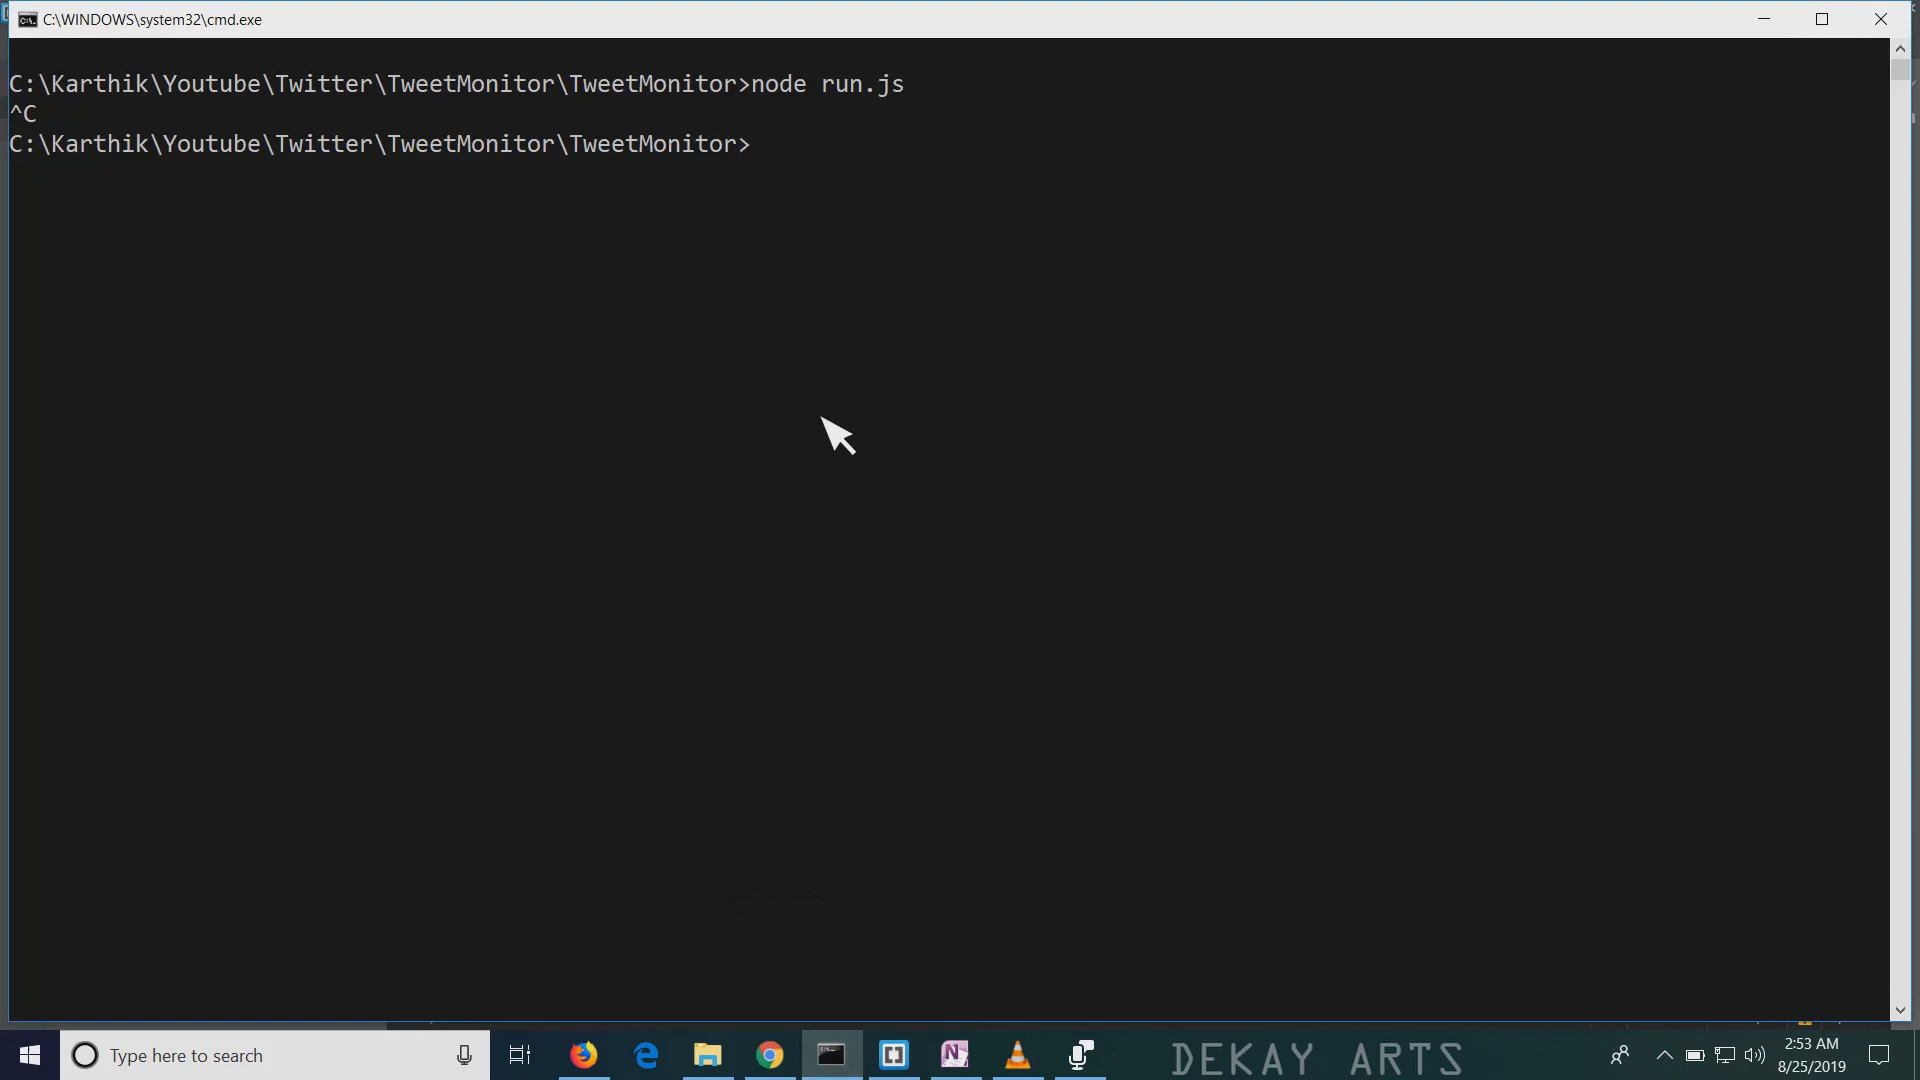 C:\WINDOWS\system32\cmd.exe
C:\Karthik\Youtube\Twitter\TweetMonitor\TweetMonitor>node run.js
^C
C:\Karthik\Youtube\Twitter\TweetMonitor\TweetMonitor>
Type here to search
DEKAY ARTS
2:53 AM
8/25/2019